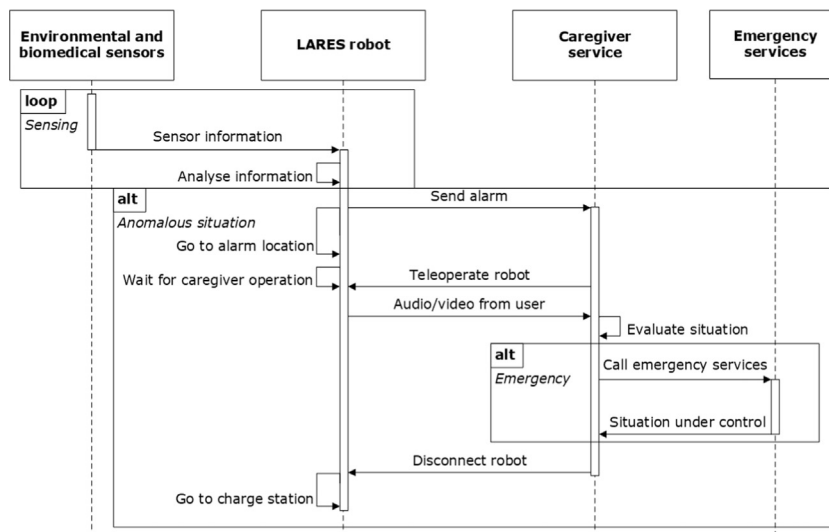 Environmental and
biomedical sensors
LARES robot
Caregiver
service
Emergency
services
loop
Sensing
Sensor information
Analyse information
alt
Anomalous situation
Send alarm
Go to alarm location
Wait for caregiver operation
Teleoperate robot
Audio/video from user
Evaluate situation
alt
Emergency
Call emergency services
Situation under control
Disconnect robot
Go to charge station